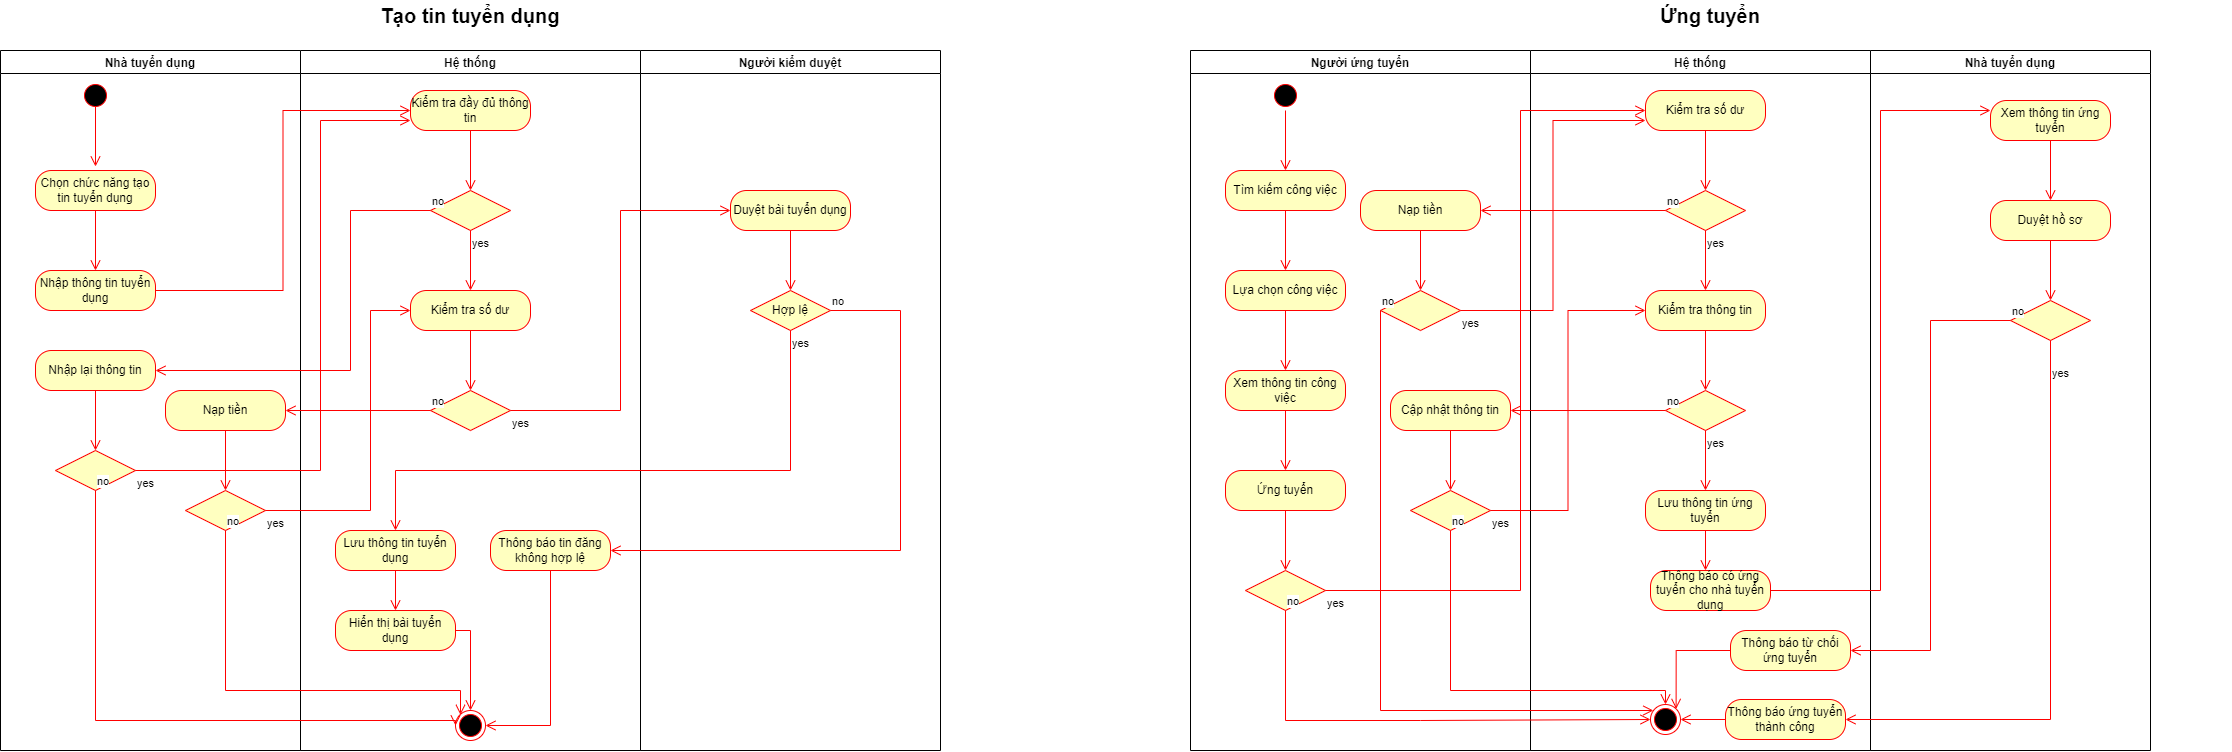 Tạo tin tuyển dụng
Nhà tuyển dụng
Hệ thống
Người kiểm duyệt
Kiểm tra đầy đủ thông
tin
Chọn chức năng tạo
tin tuyển dụng
no
Duyệt bài tuyển dụng
yes
Nhập thông tin tuyển
dụng
Kiểm tra số dư
Hợp lệ
no
yes
Nhập lại thông tin
Nạp tiền
no
yes
no
yes
no
yes
Lưu thông tin tuyển
dụng
Thông báo tin đăng
không hợp lệ
Hiển thị bài tuyển
dụng
Ứng tuyển
Người ứng tuyển
Hệ thống
Nhà tuyển dụng
Kiểm tra số dư
Xem thông tin ứng
tuyển
Tìm kiếm công việc
Nạp tiền
no
yes
Duyệt hồ sơ
Lựa chọn công việc
no
yes
Kiểm tra thông tin
no
yes
Xem thông tin công
việc
Cập nhật thông tin
no
yes
Ứng tuyển
no
yes
Lưu thông tin ứng
tuyển
no
yes
Thông báo có ứng
tuyển cho nhà tuyển
dụng
Thông báo từ chối
ứng tuyển
Thông báo ứng tuyển
thành công